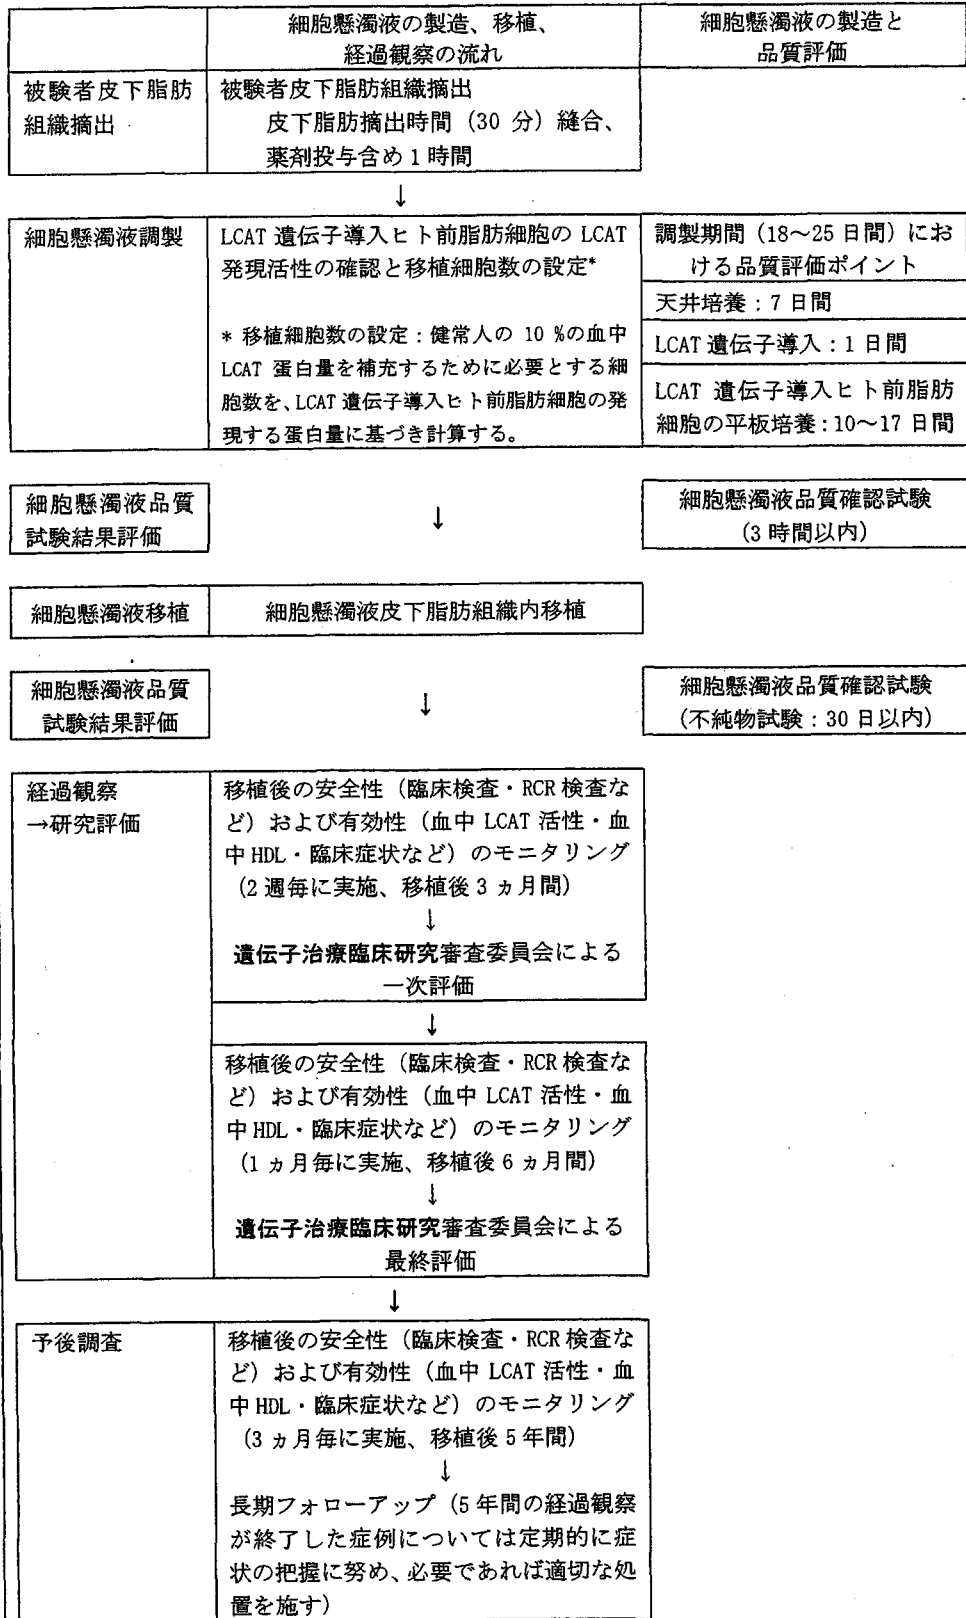 細胞懸濁液の製造、移植、
経過観察の流れ
細胞懸濁液の製造と
品質評価
被験者皮下脂肪
組織摘出
被験者皮下脂肪組織摘出
皮下脂肪摘出時間（30 分）縫合、
薬剤投与含め 1 時間
↓
細胞懸濁液調製
LCAT 遺伝子導入ヒト前脂肪細胞の LCAT
発現活性の確認と移植細胞数の設定*
* 移植細胞数の設定：健常人の 10 %の血中
LCAT 蛋白量を補充するために必要とする細
胞数を、LCAT 遺伝子導入ヒト前脂肪細胞の発
現する蛋白量に基づき計算する。
調製期間（18～25 日間）にお
ける品質評価ポイント
天井培養：7 日間
LCAT 遺伝子導入：1 日間
LCAT 遺伝子導入ヒト前脂肪
細胞の平板培養：10～17 日間
細胞懸濁液品質
試験結果評価
↓
細胞懸濁液品質確認試験
（3 時間以内）
細胞懸濁液移植
細胞懸濁液皮下脂肪組織内移植
細胞懸濁液品質
試験結果評価
↓
細胞懸濁液品質確認試験
（不純物試験：30 日以内）
経過観察
→研究評価
移植後の安全性（臨床検査・RCR 検査な
ど）および有効性（血中 LCAT 活性・血
中 HDL・臨床症状など）のモニタリング
（2 週毎に実施、移植後 3 ヵ月間）
↓
遺伝子治療臨床研究審査委員会による
一次評価
↓
移植後の安全性（臨床検査・RCR 検査な
ど）および有効性（血中 LCAT 活性・血
中 HDL・臨床症状など）のモニタリング
（1 ヵ月毎に実施、移植後 6 ヵ月間）
↓
遺伝子治療臨床研究審査委員会による
最終評価
↓
予後調査
移植後の安全性（臨床検査・RCR 検査な
ど）および有効性（血中 LCAT 活性・血
中 HDL・臨床症状など）のモニタリング
（3 ヵ月毎に実施、移植後 5 年間）
↓
長期フォローアップ（5 年間の経過観察
が終了した症例については定期的に症
状の把握に努め、必要であれば適切な処
置を施す）